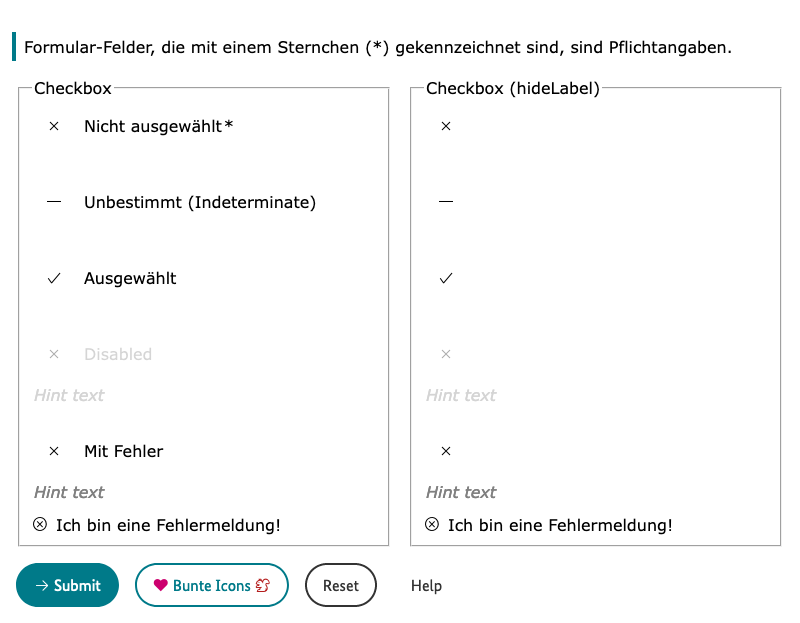 Formular-Felder, die mit einem Sternchen (*) gekennzeichnet sind, sind Pflichtangaben.
Checkbox
Nicht ausgewählt*
Unbestimmt (Indeterminate)
Ausgewählt
Disabled
Hint text
Mit Fehler
Hint text
Ich bin eine Fehlermeldung!
Checkbox (hideLabel)
Hint text
Hint text
Ich bin eine Fehlermeldung!
Submit
Bunte Icons
Reset
Help